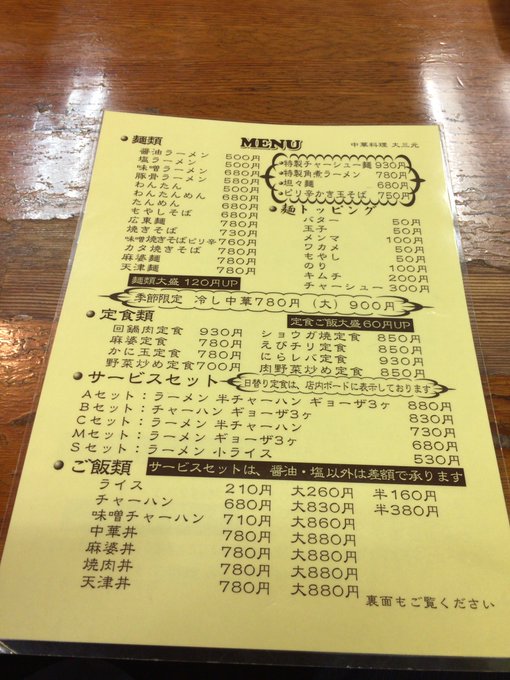 麺類
醤油ラーメン 500円
塩ラーメン 500円
味噌ラーメン 500円
豚骨ラーメン 580円
わんたん 500円
わんたんめん 680円
たんめん 680円
もやしそば 680円
広東麺 680円
焼きそば 730円
味噌焼きそばピリ辛 760円
カタ焼きそば 780円
麻婆麺 780円
天津麺 780円
麺類大盛 120円UP
MENU
中華料理 大三元
特製チャーシュー麺 930円
特製角煮ラーメン 780円
坦々麺 680円
ピリ辛かき玉そば 750円
麺トッピング
バター 50円
玉子 50円
メンマ 100円
ワカメ 50円
もやし 50円
のり 100円
キムチ 200円
チャーシュー 300円
季節限定 冷し中華780円 (大) 900円
定食類
定食ご飯大盛60円UP
回鍋肉定食 930円
麻婆定食 780円
かに玉定食 780円
野菜炒め定食700円
ショウガ焼定食 850円
えびチリ定食 850円
にらレバ定食 730円
肉野菜炒め定食 850円
サービスセット
日替り定食は、店内ボードに表示しております
Aセット：ラーメン 半チャーハン ギョーザ3ヶ 880円
Bセット：チャーハン ギョーザ3ヶ 830円
Cセット：ラーメン 半チャーハン 730円
Mセット：ラーメン ギョーザ3ヶ 680円
Sセット：ラーメン 小ライス 530円
ご飯類
サービスセットは、醤油・塩以外は差額で承ります
ライス 210円 大260円 半160円
チャーハン 680円 大830円 半380円
味噌チャーハン 710円 大860円
中華丼 780円 大880円
麻婆丼 780円 大880円
焼肉丼 780円 大880円
天津丼 780円 大880円
裏面もご覧ください